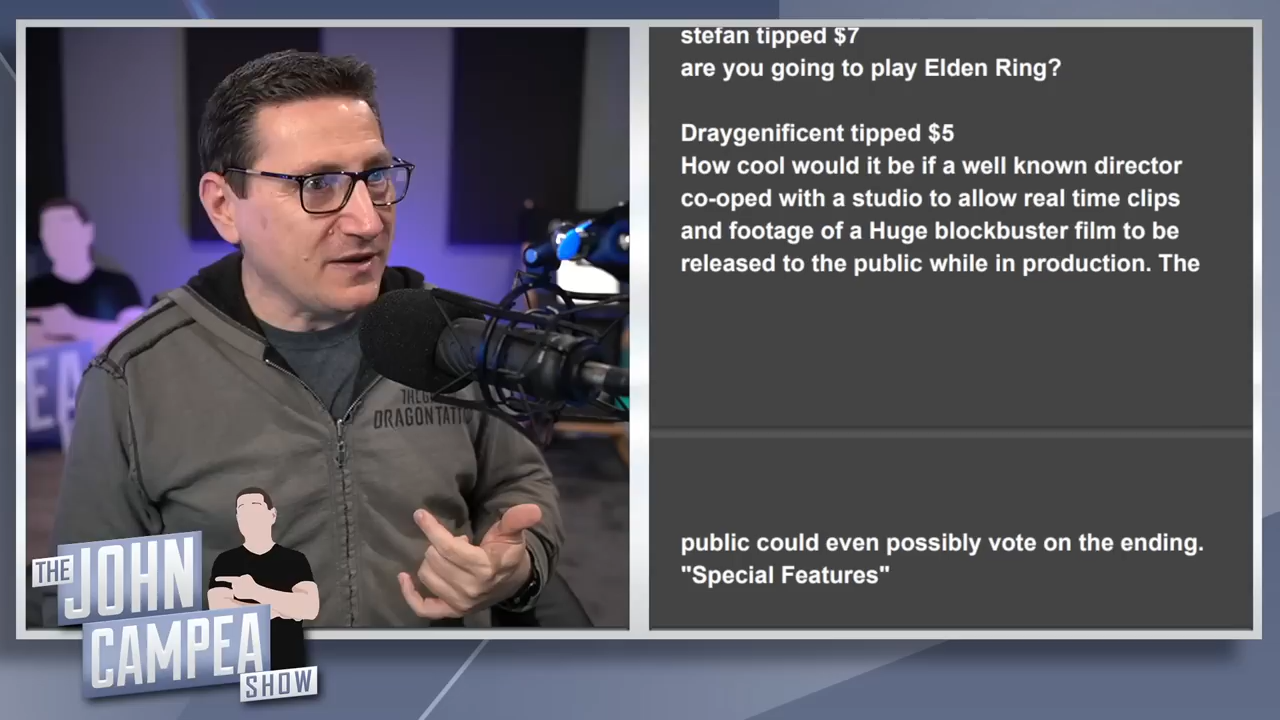 stefan tipped $7
are you going to play Elden Ring?
Draygenificent tipped $5
How cool would it be if a well known director
co-oped with a studio to allow real time clips
and footage of a Huge blockbuster film to be
released to the public while in production. The
public could even possibly vote on the ending.
"Special Features"
EA
DRAGON
THE
JOHN
CAMPEA
SHOW